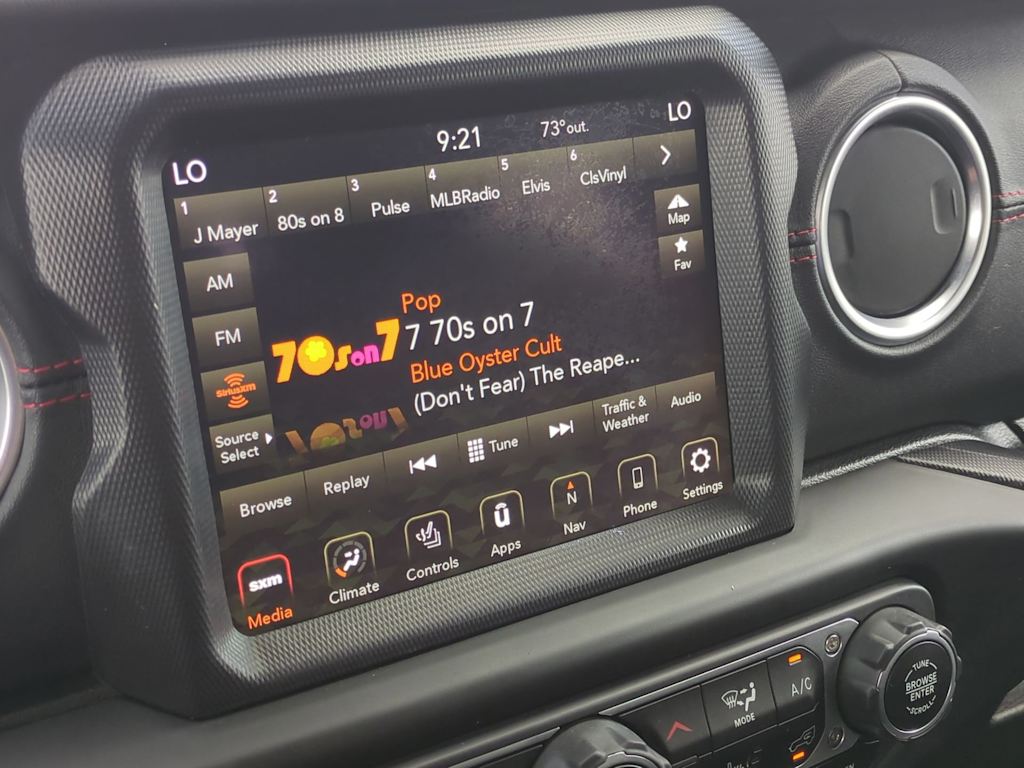 LO 9:21 73° out. LO
1 J Mayer 2 80s on 8 3 Pulse 4 MLBRadio 5 Elvis 6 ClsVinyl
Map
Fav
AM
FM
SiriusXM
Source
Select
70s on 7
Pop
7 70s on 7
Blue Oyster Cult
(Don't Fear) The Reape...
Browse Replay Tune Traffic &
Weather Audio
sxm
Media Climate Controls Apps N
Nav Phone Settings
MODE
A/C
TUNE
BROWSE
ENTER
SCROLL